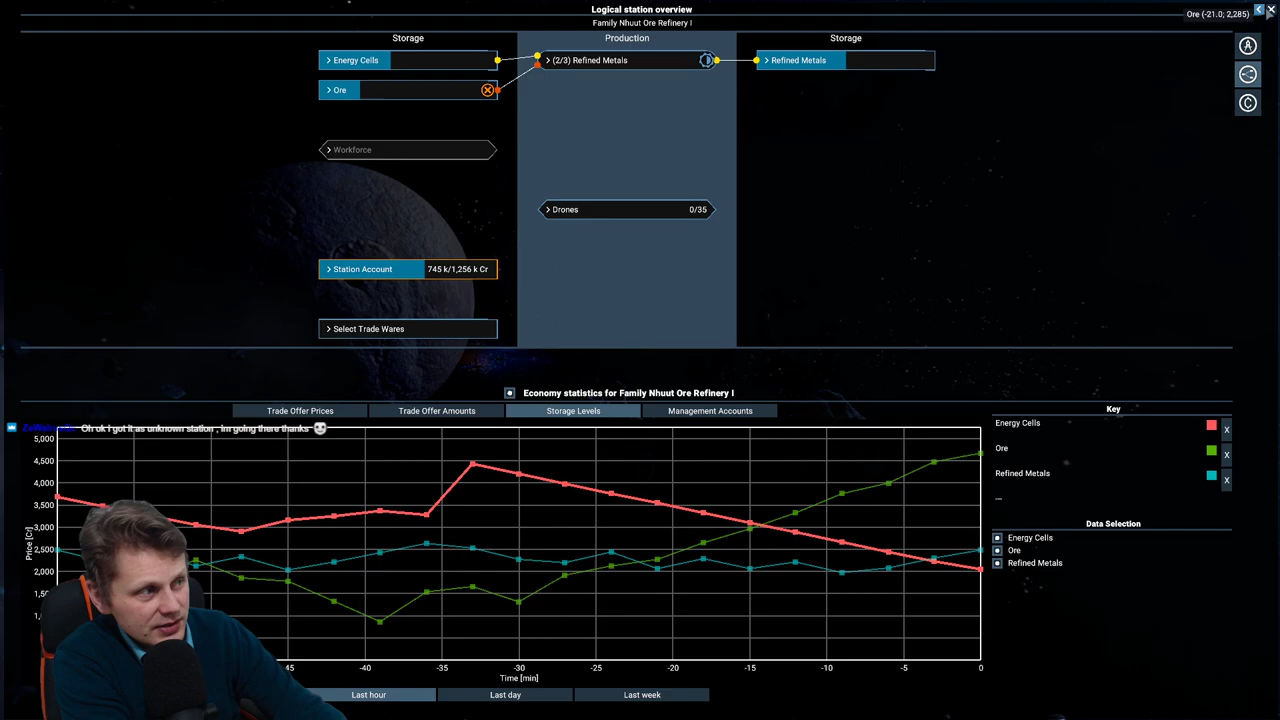 Logical station overview
Family Nhuut Ore Refinery I
Ore (-21.0; 2,285)
Storage
Production
Storage
Energy Cells
(2/3) Refined Metals
Refined Metals
Ore
Workforce
Drones
0/35
Station Account
745 k/1,256 k Cr
Select Trade Wares
Economy statistics for Family Nhuut Ore Refinery I
Trade Offer Prices
Trade Offer Amounts
Storage Levels
Management Accounts
Oh ok i got it as unknown station , im going there thanks
5,000
4,500
4,000
3,500
3,000
2,500
2,000
1,5
1,
Price [Cr]
-45
-40
-35
-30
-25
-20
-15
-10
-5
0
Time [min]
Last hour
Last day
Last week
Key
Energy Cells
X
Ore
X
Refined Metals
X
Data Selection
Energy Cells
Ore
Refined Metals
A
C